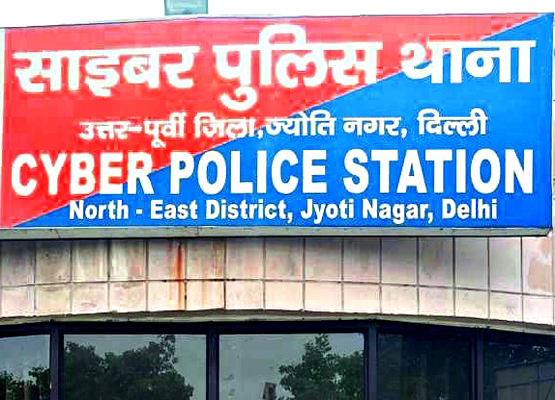 साइबर पुलिस थाना
उत्तर-पूर्वी जिला,ज्योति नगर, दिल्ली
CYBER POLICE STATION
North - East District, Jyoti Nagar, Delhi